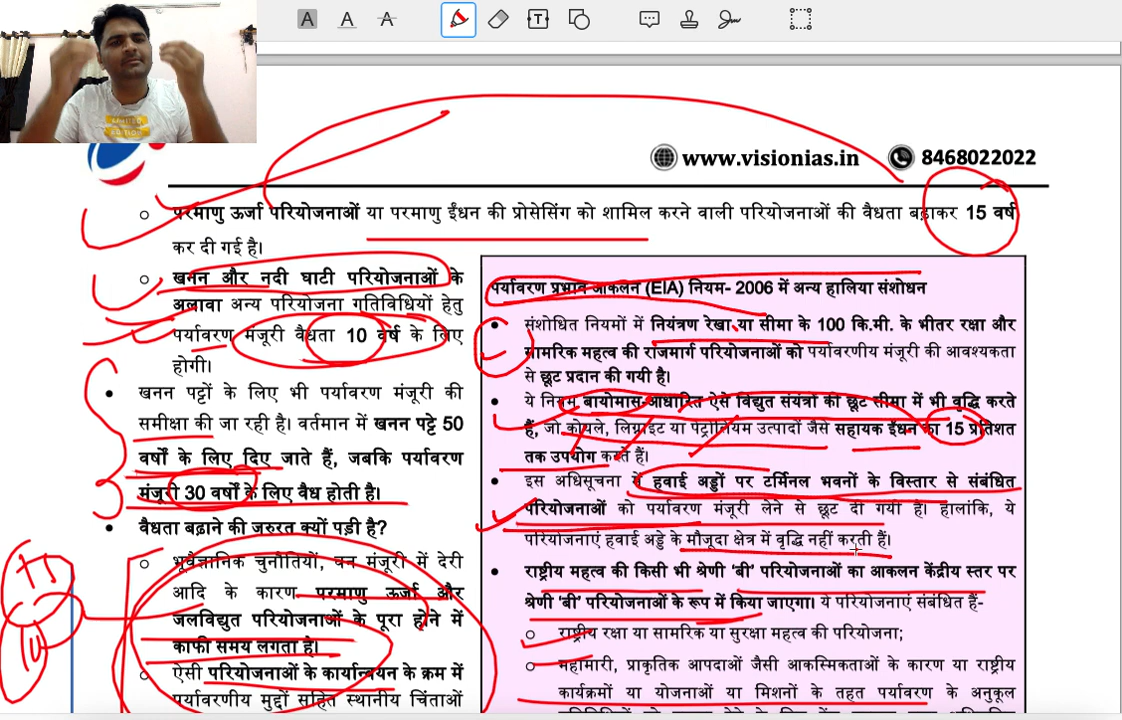 A A A T
LIMITED
EDITION
www.visionias.in 8468022022
○ परमाणु ऊर्जा परियोजनाओं या परमाणु ईंधन की प्रोसेसिंग को शामिल करने वाली परियोजनाओं की वैधता बढ़ाकर 15 वर्ष
कर दी गई है।
○ खनन और नदी घाटी परियोजनाओं के
अलावा अन्य परियोजना गतिविधियों हेतु
पर्यावरण मंजूरी वैधता 10 वर्ष के लिए
होगी।
• खनन पट्टों के लिए भी पर्यावरण मंजूरी की
समीक्षा की जा रही है। वर्तमान में खनन पट्टे 50
वर्षों के लिए दिए जाते हैं, जबकि पर्यावरण
मंजूरी 30 वर्षों के लिए वैध होती है।
• वैधता बढ़ाने की जरुरत क्यों पड़ी है?
○ भूवैज्ञानिक चुनौतियों, वन मंजूरी में देरी
आदि के कारण परमाणु ऊर्जा और
जलविद्युत परियोजनाओं के पूरा होने में
काफी समय लगता है।
○ ऐसी परियोजनाओं के कार्यान्वयन के क्रम में
पर्यावरणीय मुद्दों सहित स्थानीय चिंताओं
पर्यावरण प्रभाव आकलन (EIA) नियम- 2006 में अन्य हालिया संशोधन
• संशोधित नियमों में नियंत्रण रेखा या सीमा के 100 कि.मी. के भीतर रक्षा और
सामरिक महत्व की राजमार्ग परियोजनाओं को पर्यावरणीय मंजूरी की आवश्यकता
से छूट प्रदान की गयी है।
• ये नियम बायोमास-आधारित ऐसे विद्युत संयंत्रों की छूट सीमा में भी वृद्धि करते
हैं, जो कोयले, लिग्नाइट या पेट्रोलियम उत्पादों जैसे सहायक ईंधन का 15 प्रतिशत
तक उपयोग करते हैं।
• इस अधिसूचना में हवाई अड्डों पर टर्मिनल भवनों के विस्तार से संबंधित
परियोजनाओं को पर्यावरण मंजूरी लेने से छूट दी गयी है। हालांकि, ये
परियोजनाएं हवाई अड्डे के मौजूदा क्षेत्र में वृद्धि नहीं करती हैं।
• राष्ट्रीय महत्व की किसी भी श्रेणी 'बी' परियोजनाओं का आकलन केंद्रीय स्तर पर
श्रेणी 'बी' परियोजनाओं के रूप में किया जाएगा। ये परियोजनाएं संबंधित हैं-
○ राष्ट्रीय रक्षा या सामरिक या सुरक्षा महत्व की परियोजना;
○ महामारी, प्राकृतिक आपदाओं जैसी आकस्मिकताओं के कारण या राष्ट्रीय
कार्यक्रमों या योजनाओं या मिशनों के तहत पर्यावरण के अनुकूल